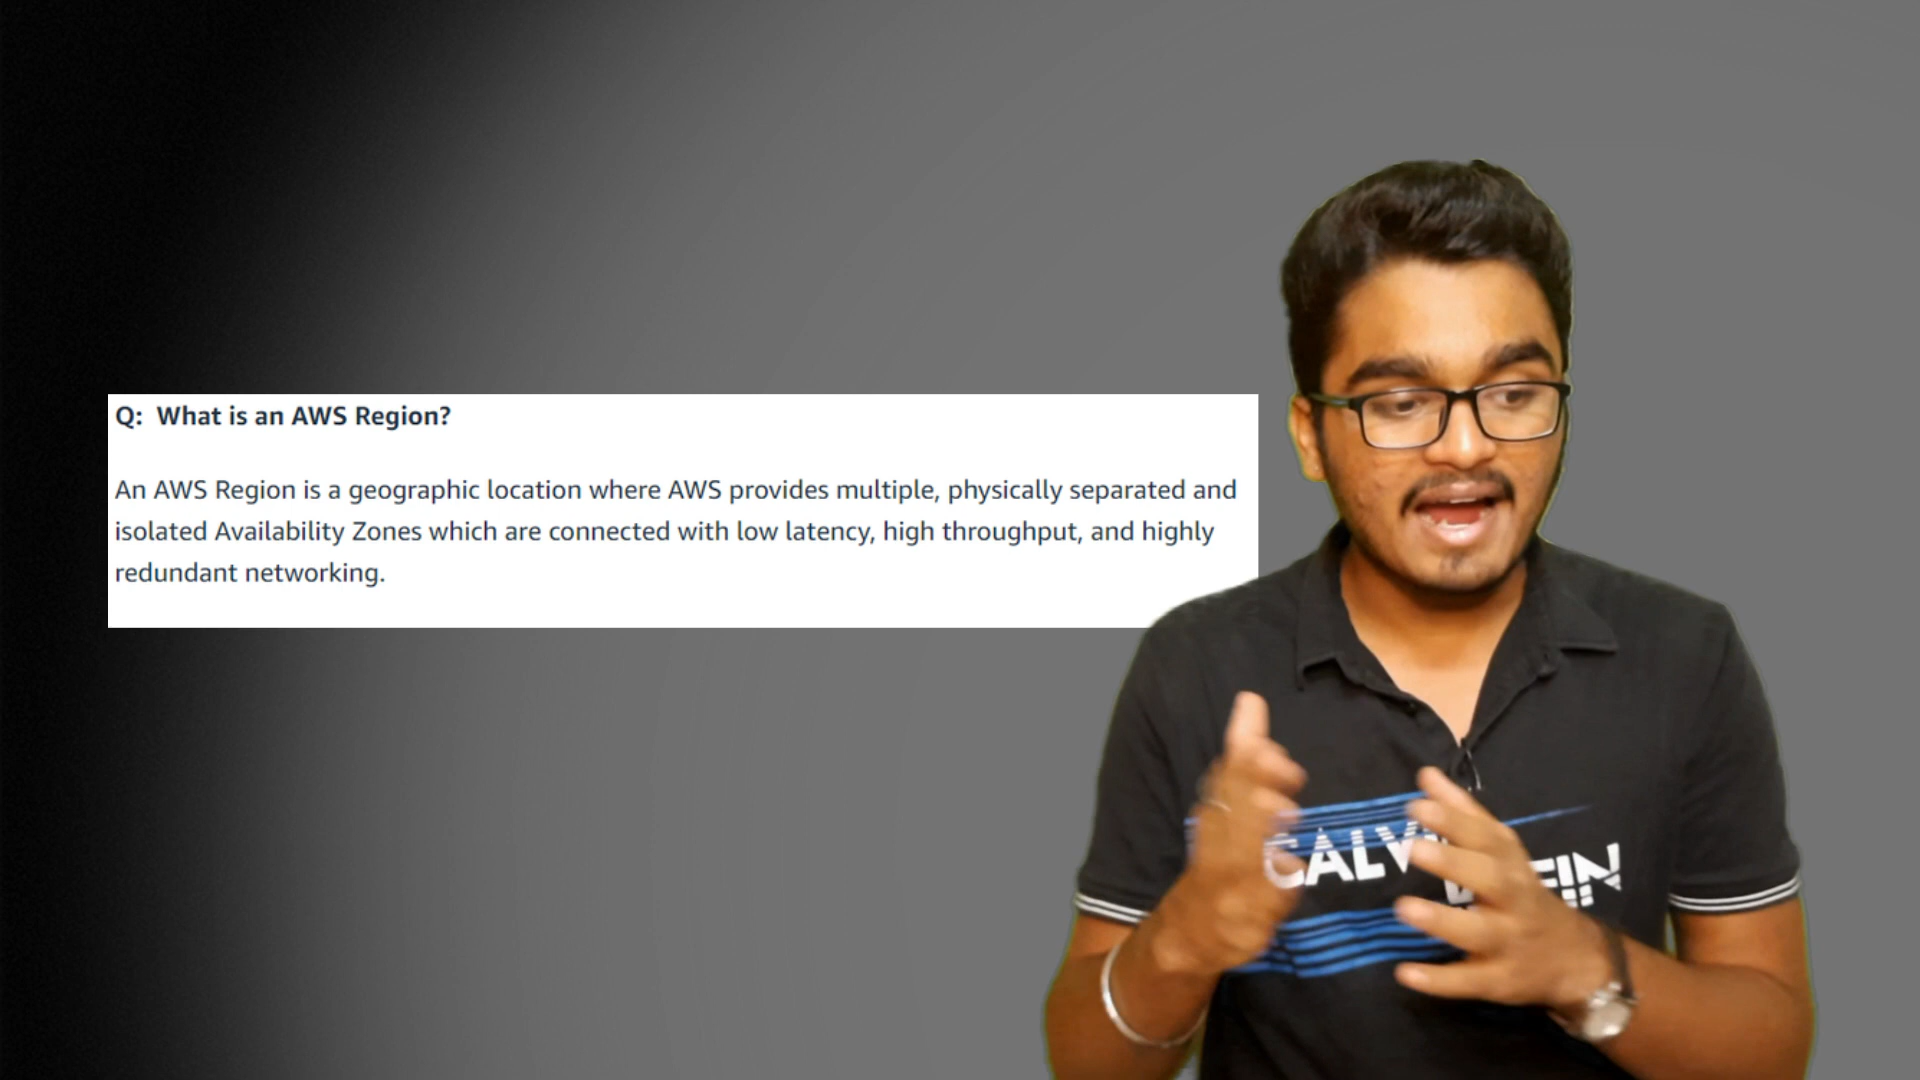 Q: What is an AWS Region?
An AWS Region is a geographic location where AWS provides multiple, physically separated and
isolated Availability Zones which are connected with low latency, high throughput, and highly
redundant networking.